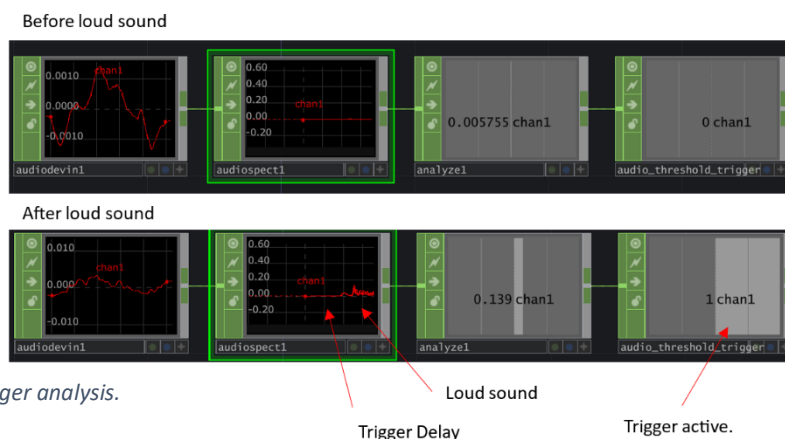 Before loud sound
0.0010
chan1
0.0000
-0.0010
audiodevin1
0.60
0.40
0.20
chan1
0.00
-0.20
audiospect1
0.005755 chan1
analyze1
0 chan1
audio_threshold_trigger
After loud sound
0.010
chan1
0.000
-0.010
audiodevin1
0.60
0.40
0.20
chan1
0.00
-0.20
audiospect1
0.139 chan1
analyze1
1 chan1
audio_threshold_trigger
ger analysis.
Loud sound
Trigger Delay
Trigger active.